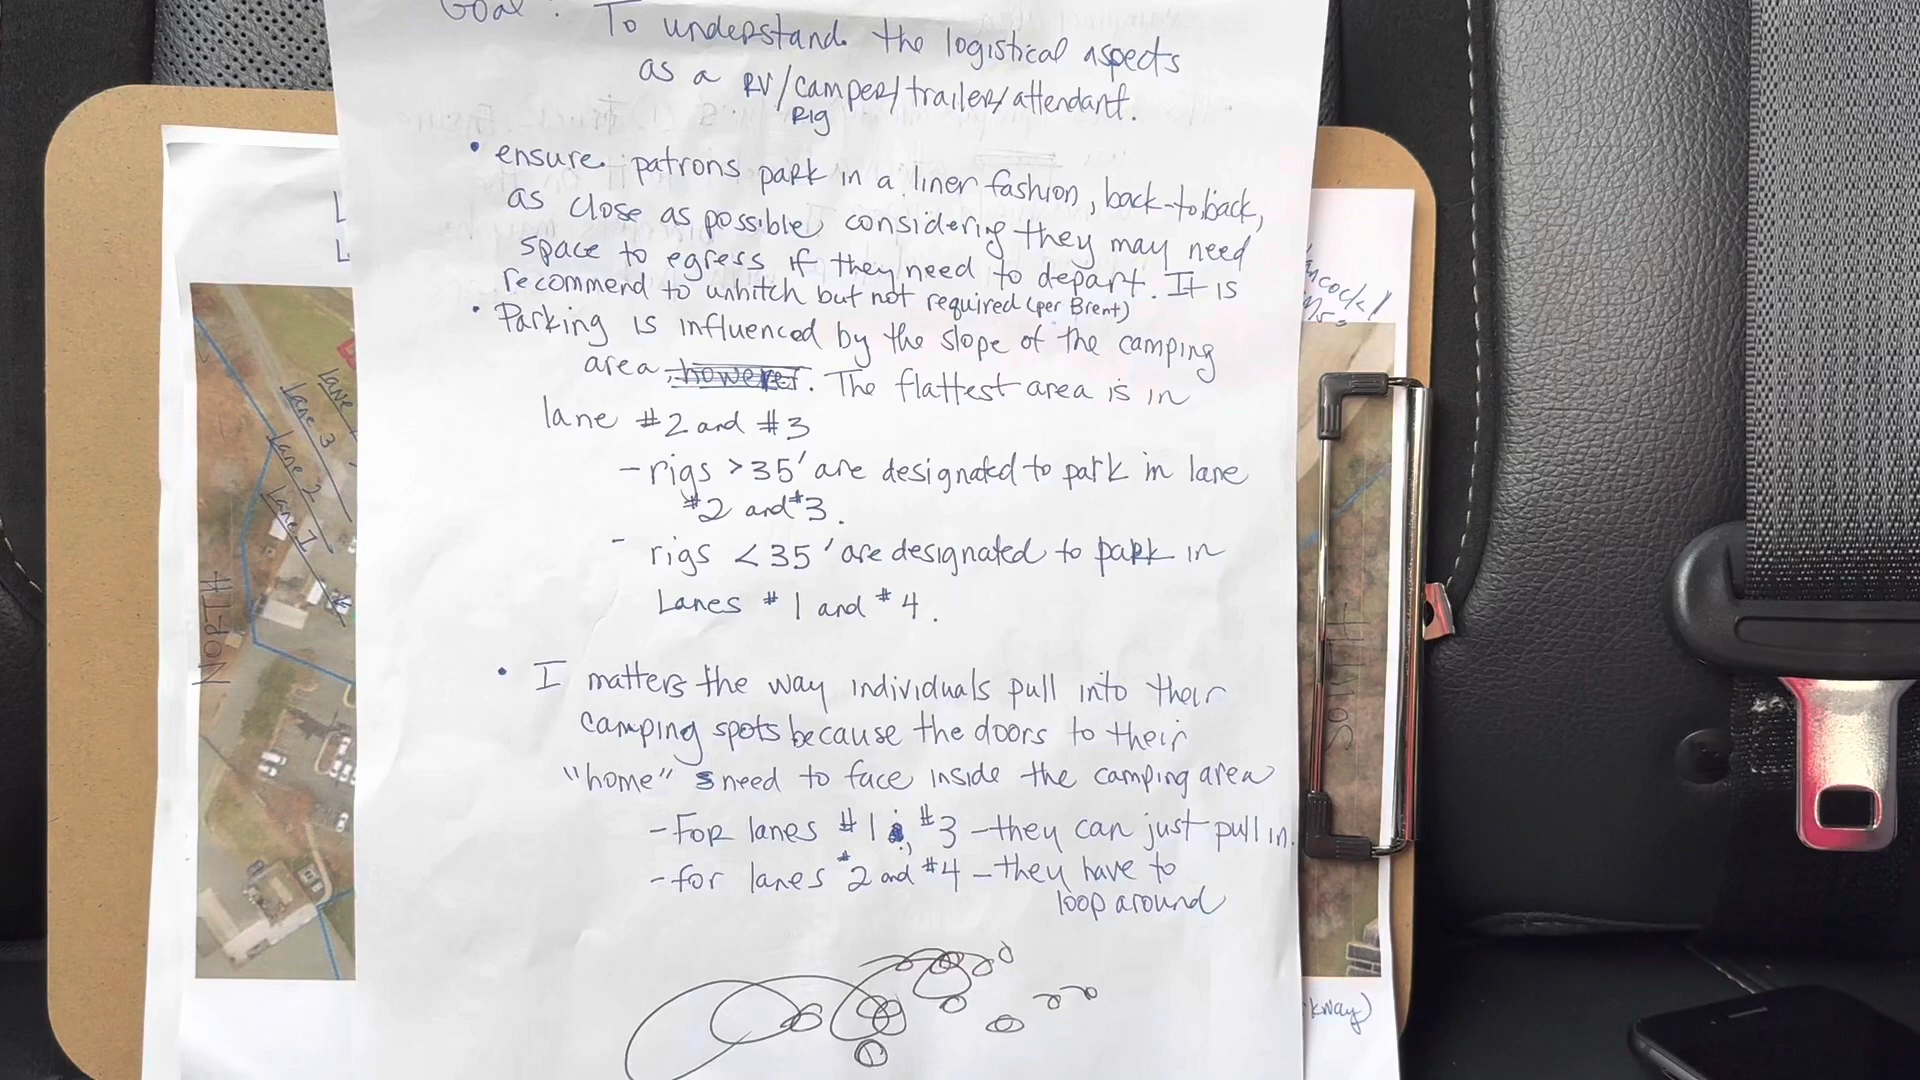 Goal : To understand the logistical aspects
as a RV/camper/trailer/attendant.
Rig
• ensure patrons park in a liner fashion, back-to-back,
as close as possible, considering they may need
space to egress if they need to depart. It is
recommend to unhitch but not required (per Brent)
• Parking is influenced by the slope of the camping
area, however. The flattest area is in
lane #2 and #3
- rigs >35' are designated to park in lane
#2 and #3.
- rigs <35' are designated to park in
Lanes #1 and #4.
• I matters the way individuals pull into their
camping spots because the doors to their
"home" s need to face inside the camping area
- For lanes #1 , #3 - they can just pull in.
- for lanes #2 and #4 - they have to
loop around
L
L
lane
lane 3
lane 2
Lane 1
NORTH
SOUTH
kway)